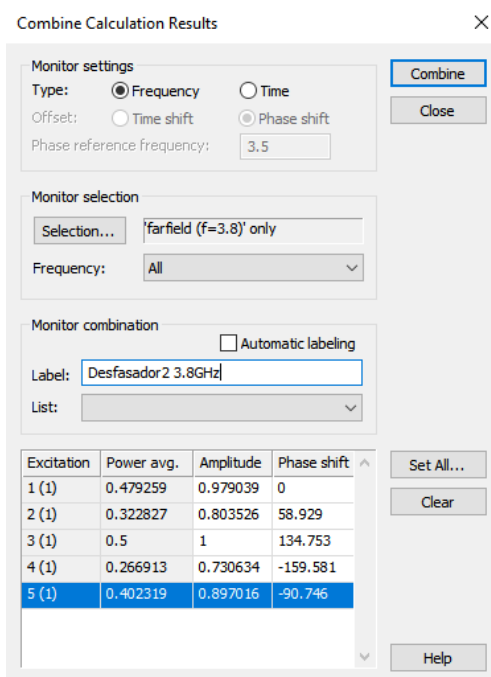 Combine Calculation Results
Monitor settings
Combine
Type: Frequency Time
Close
Offset: Time shift Phase shift
Phase reference frequency: 3.5
Monitor selection
Selection... 'farfield (f=3.8)' only
Frequency: All
Monitor combination
Automatic labeling
Label: Desfasador2 3.8GHz
List:
Excitation Power avg. Amplitude Phase shift
Set All...
1 (1) 0.479259 0.979039 0
Clear
2 (1) 0.322827 0.803526 58.929
3 (1) 0.5 1 134.753
4 (1) 0.266913 0.730634 -159.581
5 (1) 0.402319 0.897016 -90.746
Help